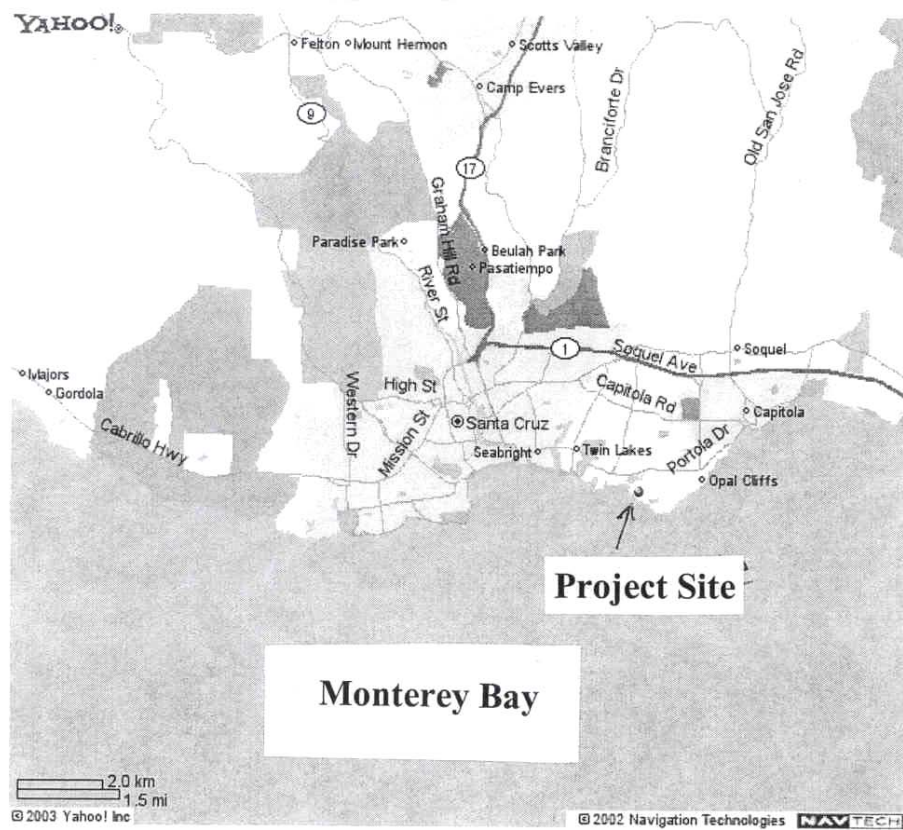 YAHOO!
Felton
Mount Hermon
Scotts Valley
Camp Evers
9
17
Branciforte Dr
Old San Jose Rd
Graham Hill Rd
Paradise Park
Beulah Park
Pasatiempo
River St
1
Soquel Ave
Soquel
Majors
Gordola
High St
Capitola Rd
Capitola
Western Dr
Mission St
Santa Cruz
Cabrillo Hwy
Seabright
Twin Lakes
Portola Dr
Opal Cliffs
Project Site
Monterey Bay
2.0 km
1.5 mi
© 2003 Yahoo! Inc
© 2002 Navigation Technologies NAVTECH